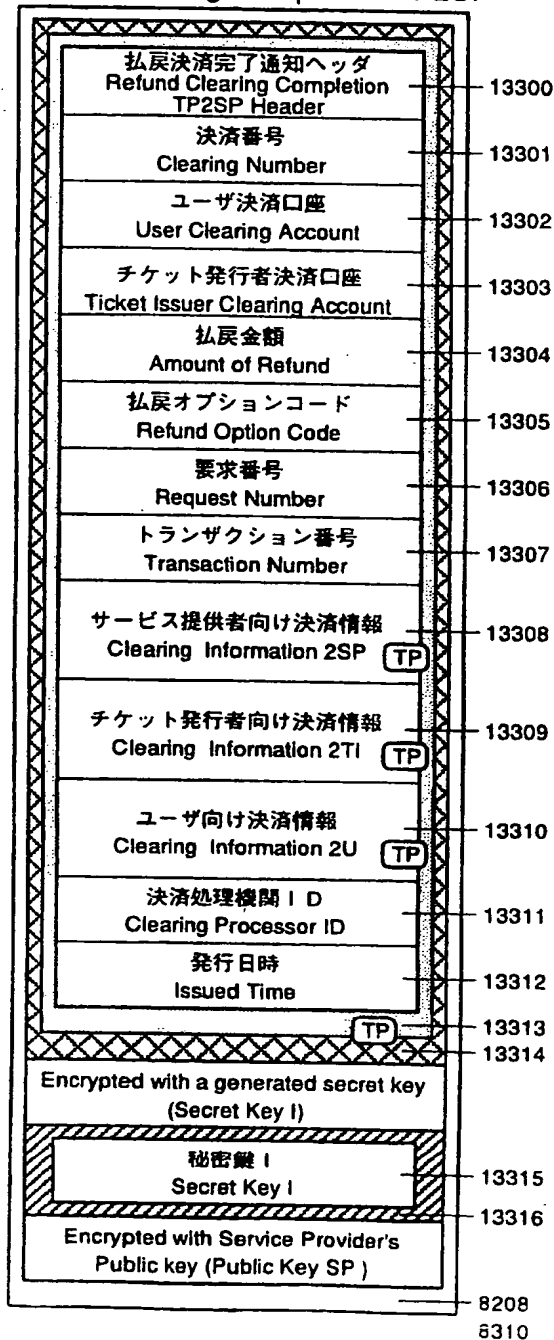 払戻決済完了通知ヘッダ
Refund Clearing Completion
TP2SP Header
13300
決済番号
Clearing Number
13301
ユーザ決済口座
User Clearing Account
13302
チケット発行者決済口座
Ticket Issuer Clearing Account
13303
払戻金額
Amount of Refund
13304
払戻オプションコード
Refund Option Code
13305
要求番号
Request Number
13306
トランザクション番号
Transaction Number
13307
サービス提供者向け決済情報
Clearing Information 2SP
TP
13308
チケット発行者向け決済情報
Clearing Information 2TI
TP
13309
ユーザ向け決済情報
Clearing Information 2U
TP
13310
決済処理機関ID
Clearing Processor ID
13311
発行日時
Issued Time
13312
TP
13313
13314
Encrypted with a generated secret key
(Secret Key I)
秘密鍵 I
Secret Key I
13315
13316
Encrypted with Service Provider's
Public key (Public Key SP )
8208
8310